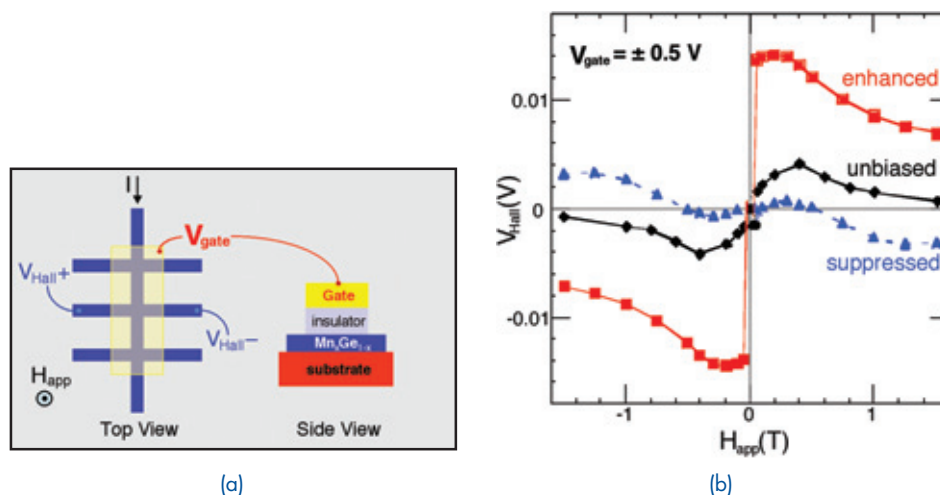 I
V_gate
V_Hall+
V_Hall−
H_app
Top View
Gate
insulator
Mn_xGe_1-x
substrate
Side View
(a)
V_gate = ± 0.5 V
enhanced
unbiased
suppressed
0.01
0
-0.01
V_Hall(V)
-1 0 1
H_app(T)
(b)